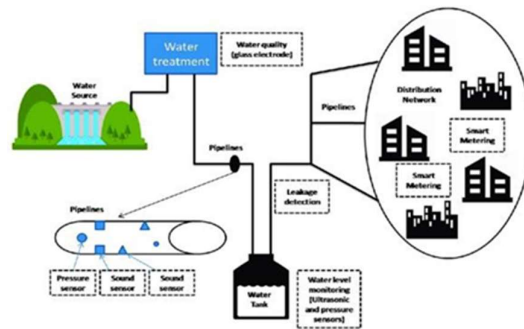 Water
treatment
Water quality
(glass electrode)
Water
Source
Pipelines
Distribution
Network
Pipelines
Smart
Metering
Smart
Metering
Leakage
detection
Pipelines
Pressure
sensor
Sound
sensor
Sound
sensor
Water
Tank
Water level
monitoring
(Ultrasonic
and pressure
sensors)